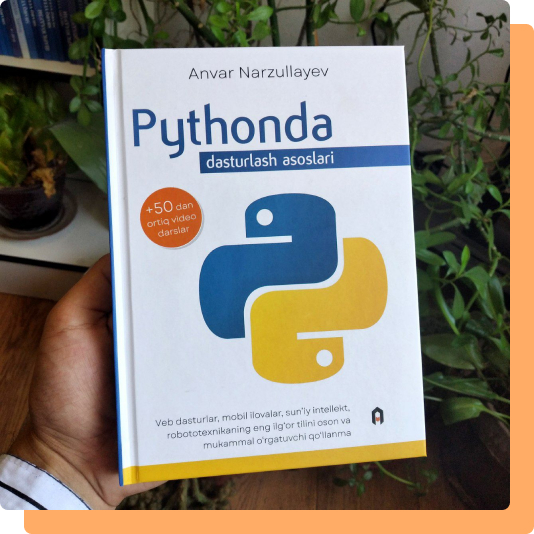 Anvar Narzullayev
Pythonda
dasturlash asoslari
+50 dan
ortiq video
darslar
Veb dasturlar, mobil ilovalar, sun'iy intellekt,
robototexnikaning eng ilg'or tilini oson va
mukammal o'rgatuvchi qo'llanma